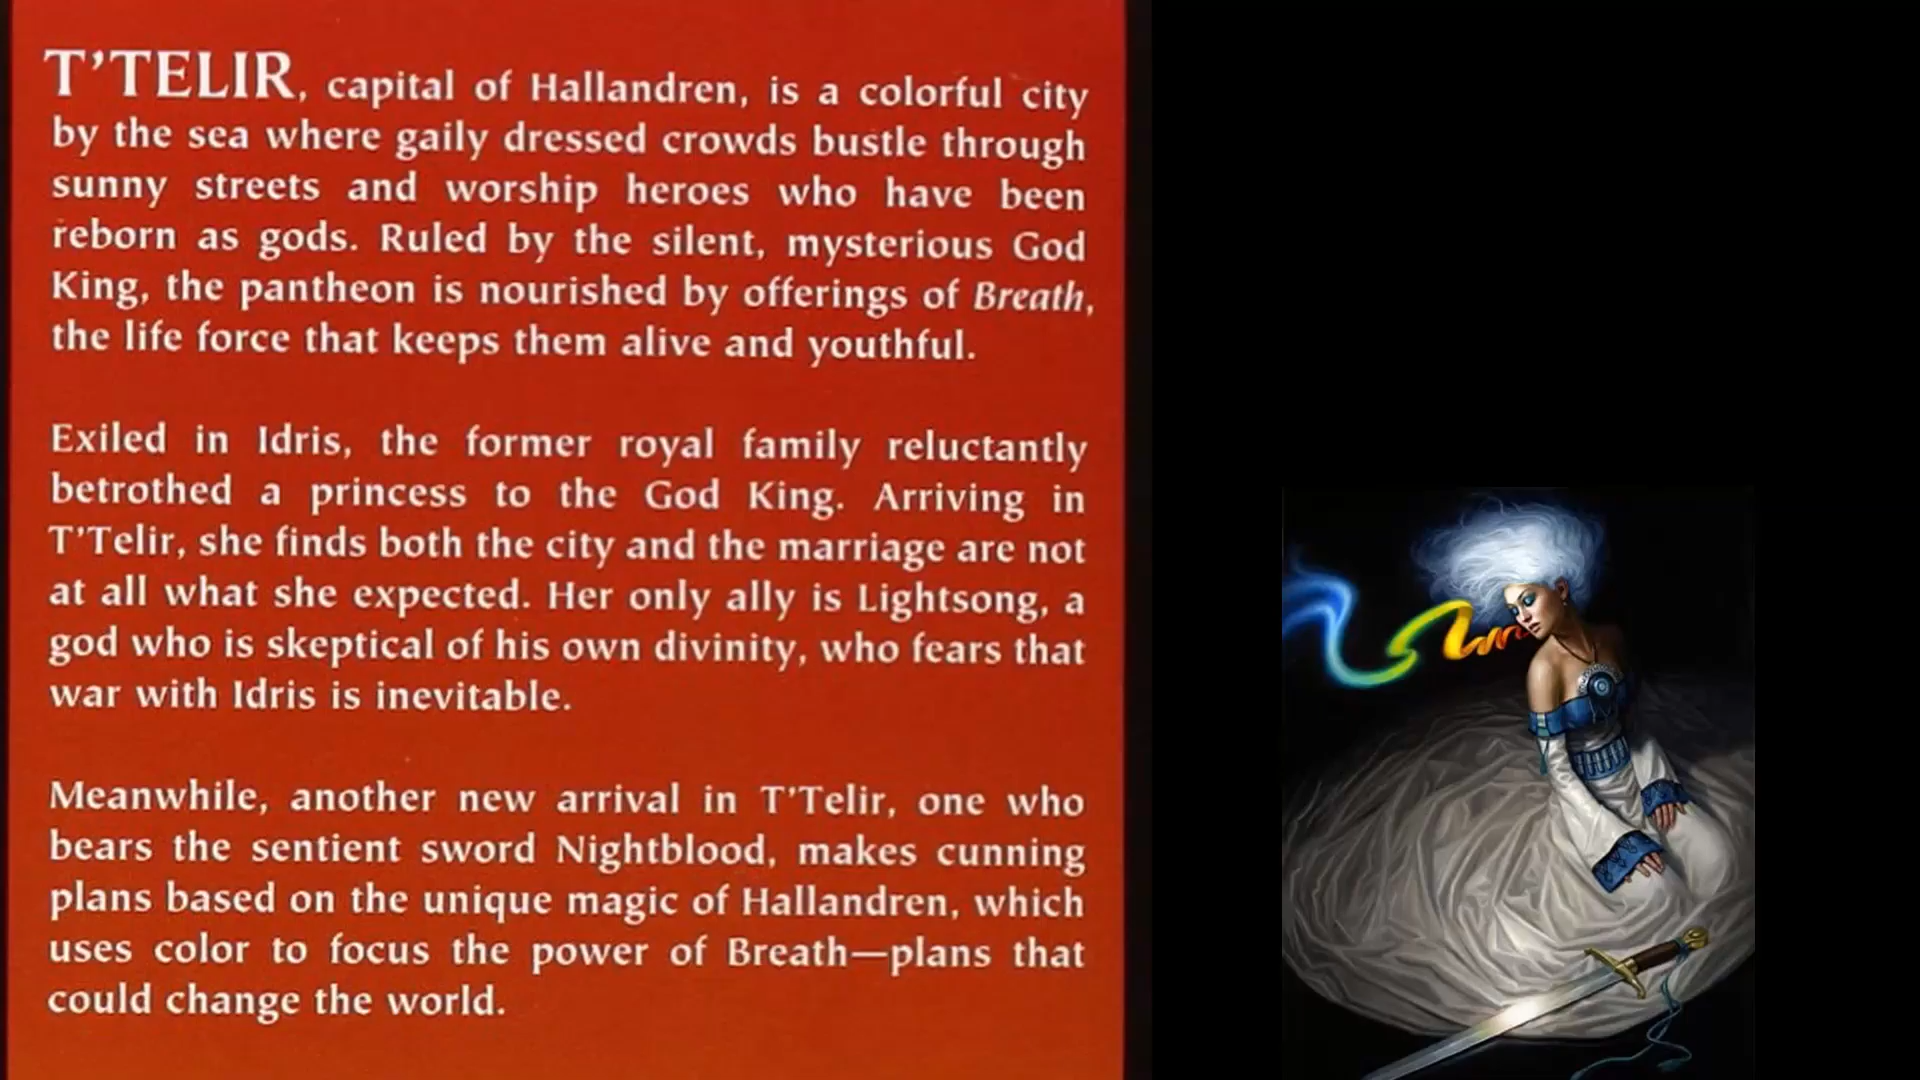 T'TELIR, capital of Hallandren, is a colorful city
by the sea where gaily dressed crowds bustle through
sunny streets and worship heroes who have been
reborn as gods. Ruled by the silent, mysterious God
King, the pantheon is nourished by offerings of Breath,
the life force that keeps them alive and youthful.
Exiled in Idris, the former royal family reluctantly
betrothed a princess to the God King. Arriving in
T'Telir, she finds both the city and the marriage are not
at all what she expected. Her only ally is Lightsong, a
god who is skeptical of his own divinity, who fears that
war with Idris is inevitable.
Meanwhile, another new arrival in T'Telir, one who
bears the sentient sword Nightblood, makes cunning
plans based on the unique magic of Hallandren, which
uses color to focus the power of Breath—plans that
could change the world.